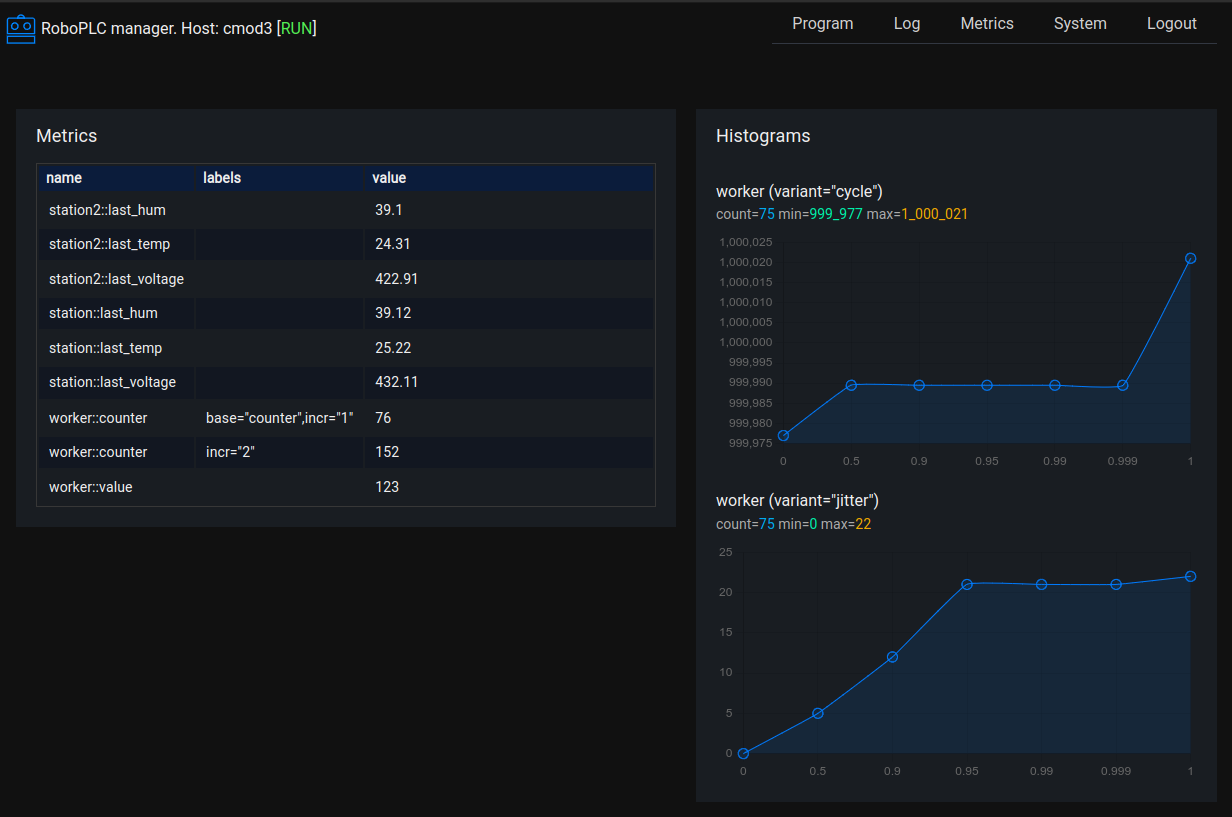 RoboPLC manager. Host: cmod3 [RUN]
Program Log Metrics System Logout
Metrics
name labels value
station2::last_hum 39.1
station2::last_temp 24.31
station2::last_voltage 422.91
station::last_hum 39.12
station::last_temp 25.22
station::last_voltage 432.11
worker::counter base="counter",incr="1" 76
worker::counter incr="2" 152
worker::value 123
Histograms
worker (variant="cycle")
count=75 min=999_977 max=1_000_021
1,000,025
1,000,020
1,000,015
1,000,010
1,000,005
1,000,000
999,995
999,990
999,985
999,980
999,975
0 0.5 0.9 0.95 0.99 0.999 1
worker (variant="jitter")
count=75 min=0 max=22
25
20
15
10
5
0
0 0.5 0.9 0.95 0.99 0.999 1